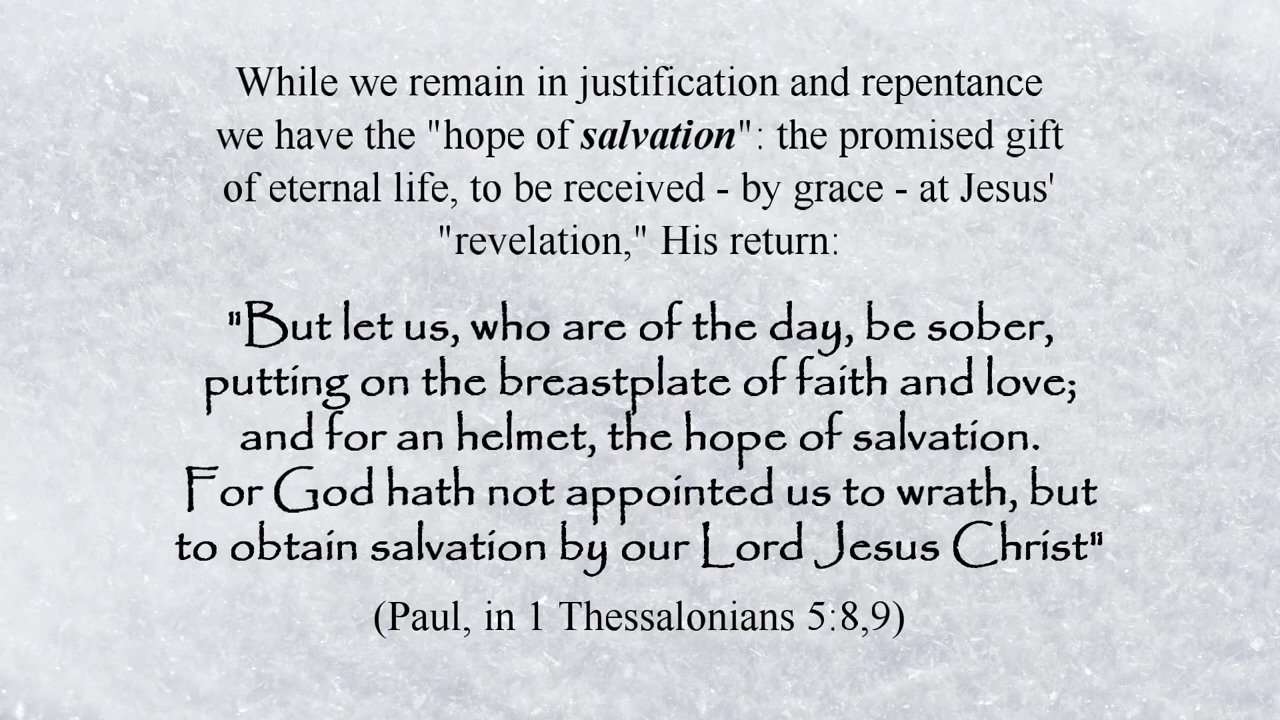 While we remain in justification and repentance
we have the "hope of salvation": the promised gift
of eternal life, to be received - by grace - at Jesus'
"revelation," His return:
"But let us, who are of the day, be sober,
putting on the breastplate of faith and love;
and for an helmet, the hope of salvation.
For God hath not appointed us to wrath, but
to obtain salvation by our Lord Jesus Christ"
(Paul, in 1 Thessalonians 5:8,9)